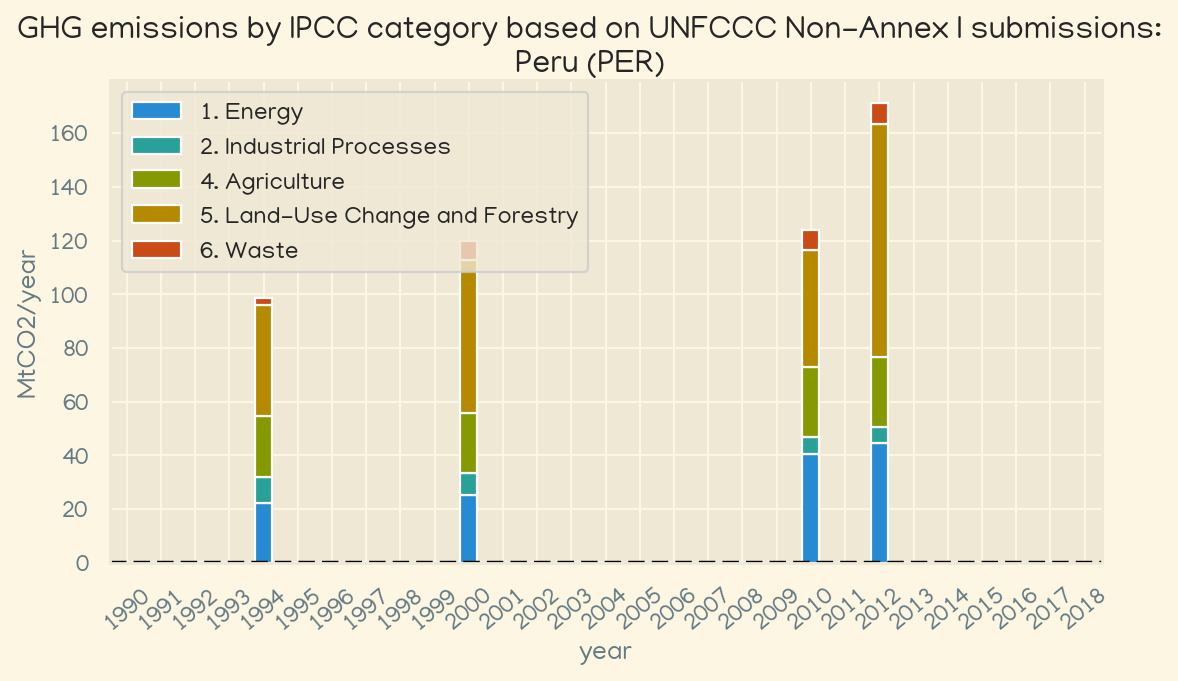 GHG emissions by IPCC category based on UNFCCC Non-Annex I submissions:
Peru (PER)
1. Energy
2. Industrial Processes
4. Agriculture
5. Land-Use Change and Forestry
6. Waste
MtCO2/year
160
140
120
100
80
60
40
20
0
1990 1991 1992 1993 1994 1995 1996 1997 1998 1999 2000 2001 2002 2003 2004 2005 2006 2007 2008 2009 2010 2011 2012 2013 2014 2015 2016 2017 2018
year